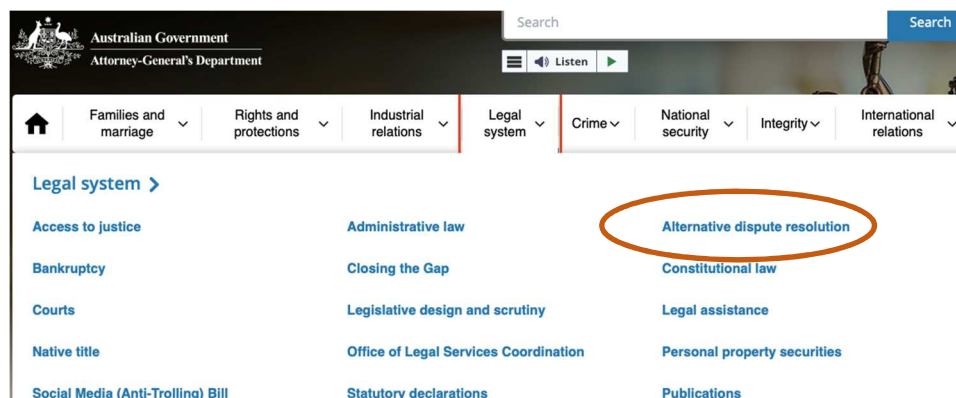 Search
Search
Australian Government
Attorney-General's Department
Listen
Families and
marriage
Rights and
protections
Industrial
relations
Legal
system
Crime
National
security
Integrity
International
relations
Legal system
Access to justice
Administrative law
Alternative dispute resolution
Bankruptcy
Closing the Gap
Constitutional law
Courts
Legislative design and scrutiny
Legal assistance
Native title
Office of Legal Services Coordination
Personal property securities
Social Media (Anti-Trolling) Bill
Statutory declarations
Publications